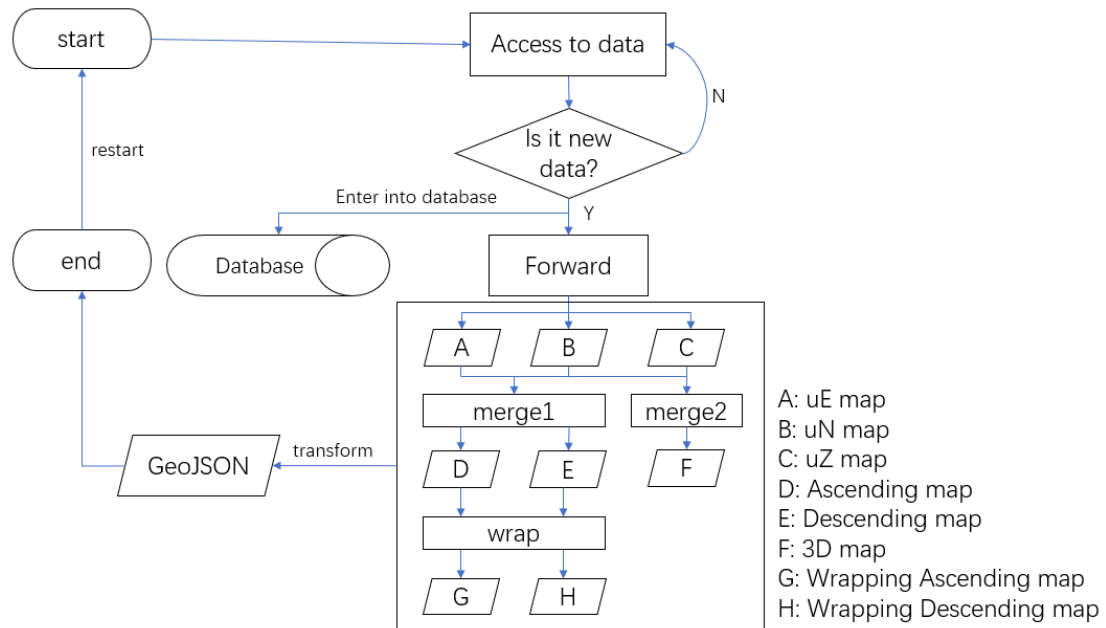 start
Access to data
N
Is it new
data?
restart
Enter into database
Y
end
Database
Forward
A
B
C
merge1
merge2
D
E
F
wrap
G
H
transform
GeoJSON
A: uE map
B: uN map
C: uZ map
D: Ascending map
E: Descending map
F: 3D map
G: Wrapping Ascending map
H: Wrapping Descending map